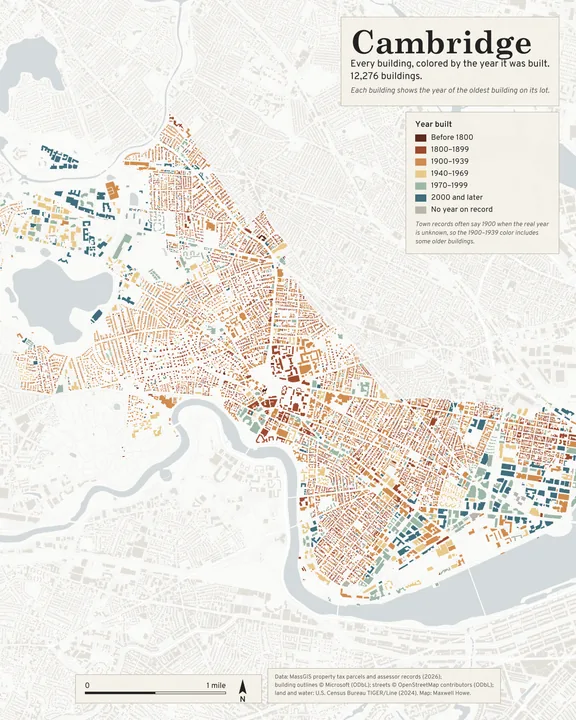 Cambridge
Every building, colored by the year it was built.
12,276 buildings.
Each building shows the year of the oldest building on its lot.
Year built
Before 1800
1800–1899
1900–1939
1940–1969
1970–1999
2000 and later
No year on record
Town records often say 1900 when the real year
is unknown, so the 1900–1939 color includes
some older buildings.
0 1 mile
N
Data: MassGIS property tax parcels and assessor records (2026);
building outlines © Microsoft (ODbL); streets © OpenStreetMap contributors (ODbL);
land and water: U.S. Census Bureau TIGER/Line (2024). Map: Maxwell Howe.